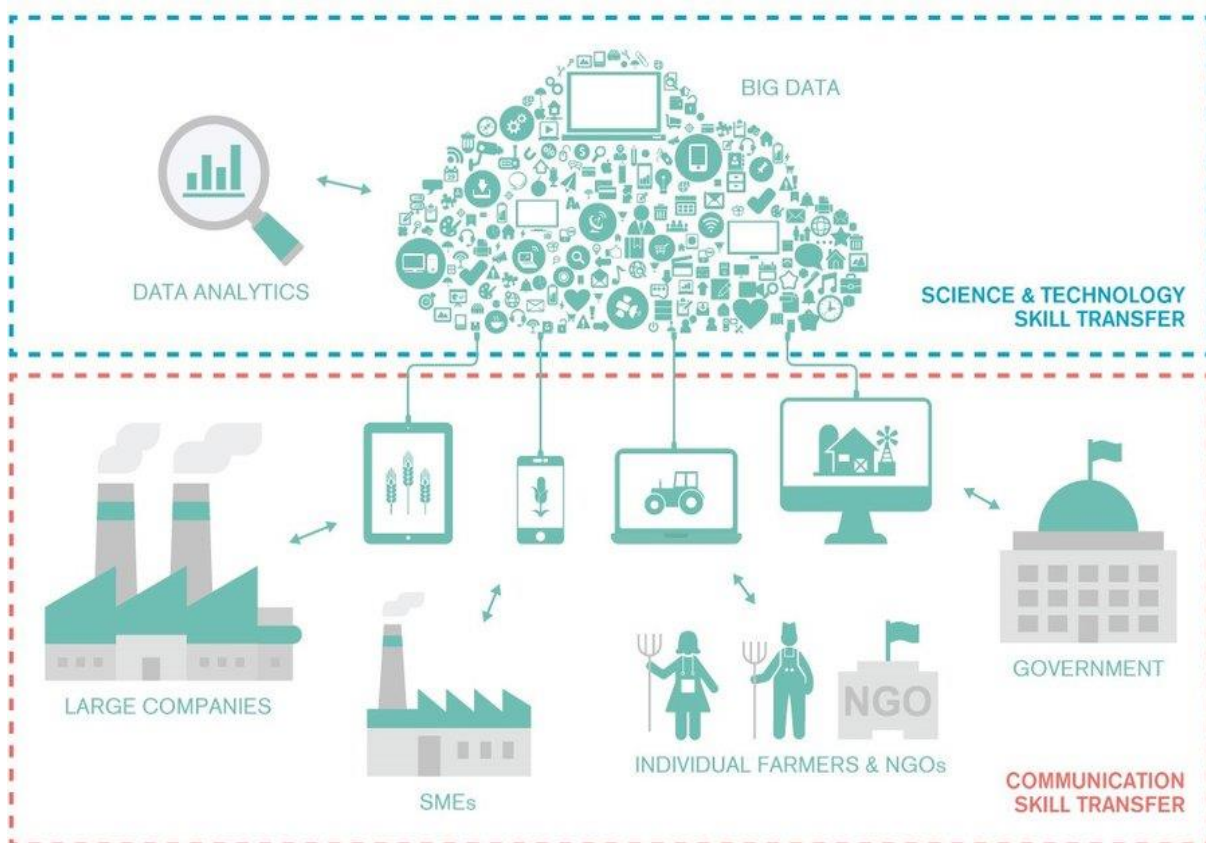 BIG DATA
DATA ANALYTICS
SCIENCE & TECHNOLOGY
SKILL TRANSFER
LARGE COMPANIES
SMEs
NGO
INDIVIDUAL FARMERS & NGOs
GOVERNMENT
COMMUNICATION
SKILL TRANSFER